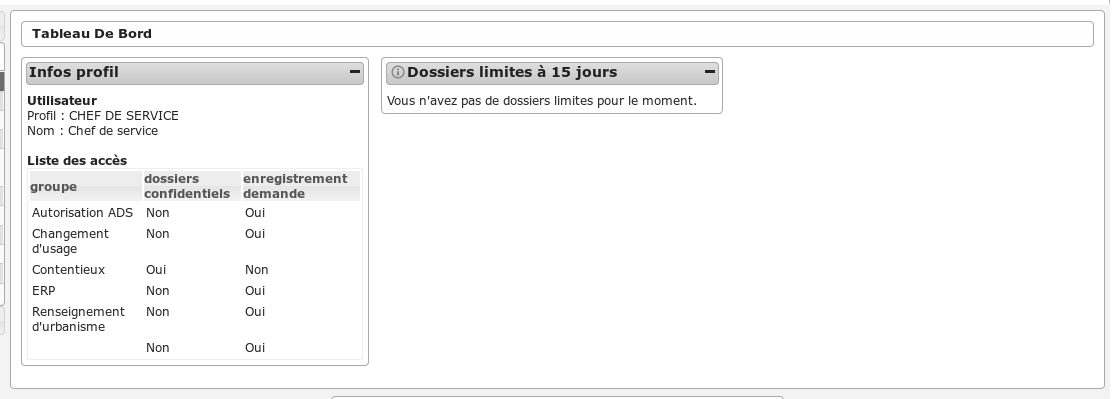 Tableau De Bord
Infos profil
Utilisateur
Profil : CHEF DE SERVICE
Nom : Chef de service
Liste des accès
groupe dossiers confidentiels enregistrement demande
Autorisation ADS Non Oui
Changement d'usage Non Oui
Contentieux Oui Non
ERP Non Oui
Renseignement d'urbanisme Non Oui
Non Oui
Dossiers limites à 15 jours
Vous n'avez pas de dossiers limites pour le moment.